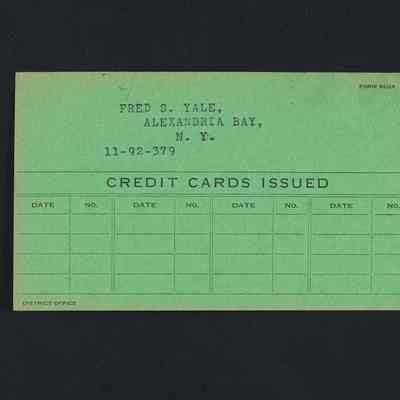 FORM 511A
FRED S. YALE,
ALEXANDRIA BAY,
N. Y.
11-92-379
CREDIT CARDS ISSUED
DATE NO. DATE NO. DATE NO. DATE NO.
DISTRICT OFFICE